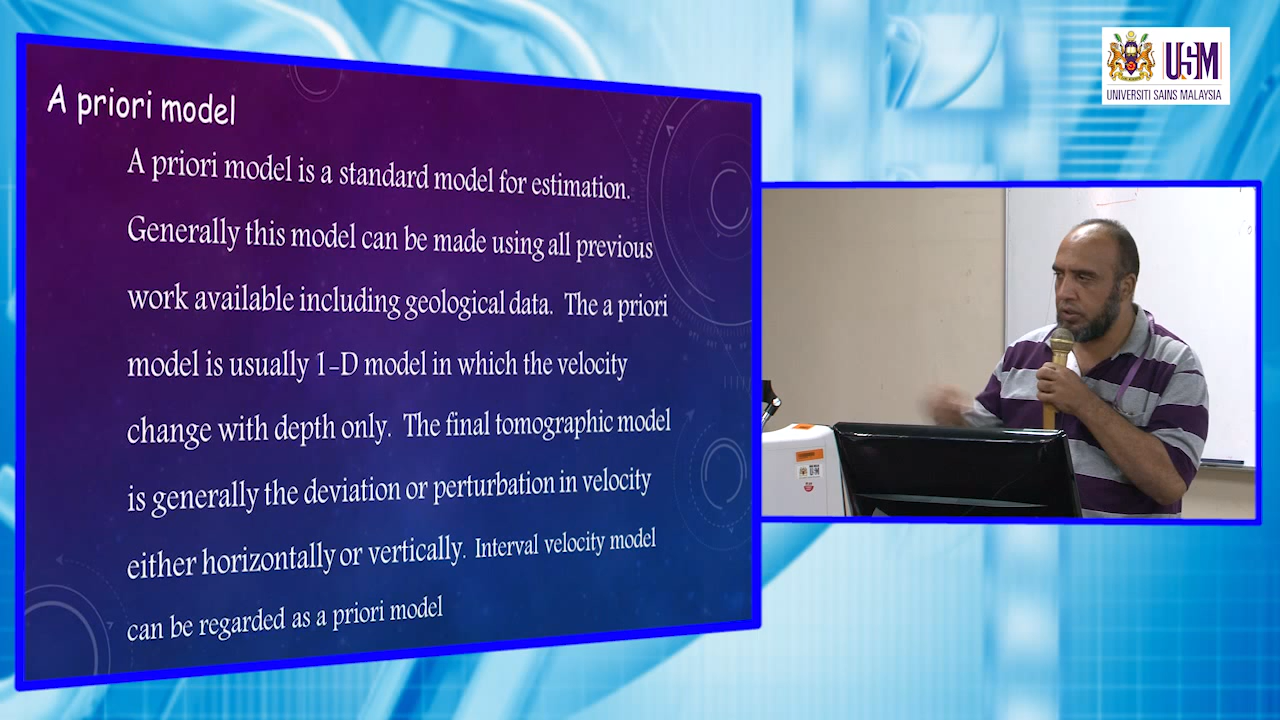 A priori model
A priori model is a standard model for estimation.
Generally this model can be made using all previous
work available including geological data. The a priori
model is usually 1-D model in which the velocity
change with depth only. The final tomographic model
is generally the deviation or perturbation in velocity
either horizontally or vertically. Interval velocity model
can be regarded as a priori model
USM
UNIVERSITI SAINS MALAYSIA